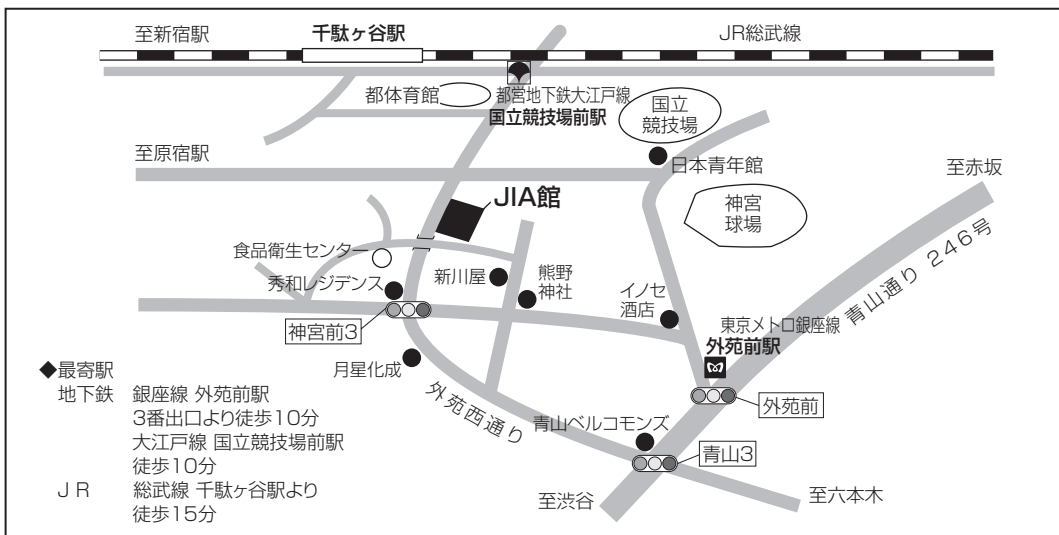 至新宿駅
千駄ヶ谷駅
JR総武線
都体育館
都営地下鉄大江戸線
国立競技場前駅
国立
競技場
至原宿駅
日本青年館
至赤坂
JIA館
神宮
球場
食品衛生センター
秀和レジデンス
新川屋
熊野
神社
イノセ
酒店
青山通り 246号
神宮前3
東京メトロ銀座線
外苑前駅
月星化成
外苑西通り
外苑前
青山ベルコモンズ
青山3
至渋谷
至六本木
◆最寄駅
地下鉄 銀座線 外苑前駅
3番出口より徒歩10分
大江戸線 国立競技場前駅
徒歩10分
JR 総武線 千駄ヶ谷駅より
徒歩15分